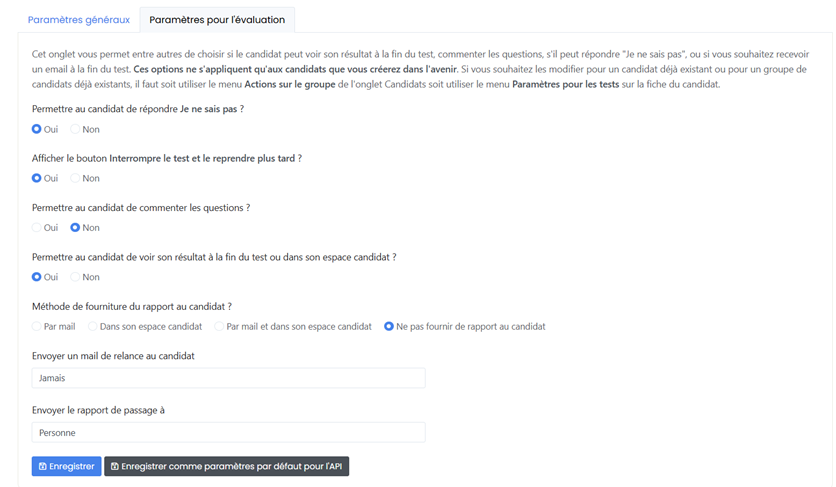 Paramètres généraux
Paramètres pour l'évaluation
Cet onglet vous permet entre autres de choisir si le candidat peut voir son résultat à la fin du test, commenter les questions, s'il peut répondre "Je ne sais pas", ou si vous souhaitez recevoir
un email à la fin du test. Ces options ne s'appliquent qu'aux candidats que vous créerez dans l'avenir. Si vous souhaitez les modifier pour un candidat déjà existant ou pour un groupe de
candidats déjà existants, il faut soit utiliser le menu Actions sur le groupe de l'onglet Candidats soit utiliser le menu Paramètres pour les tests sur la fiche du candidat.
Permettre au candidat de répondre Je ne sais pas ?
Oui Non
Afficher le bouton Interrompre le test et le reprendre plus tard ?
Oui Non
Permettre au candidat de commenter les questions ?
Oui Non
Permettre au candidat de voir son résultat à la fin du test ou dans son espace candidat ?
Oui Non
Méthode de fourniture du rapport au candidat ?
Par mail Dans son espace candidat Par mail et dans son espace candidat Ne pas fournir de rapport au candidat
Envoyer un mail de relance au candidat
Jamais
Envoyer le rapport de passage à
Personne
Enregistrer Enregistrer comme paramètres par défaut pour l'API